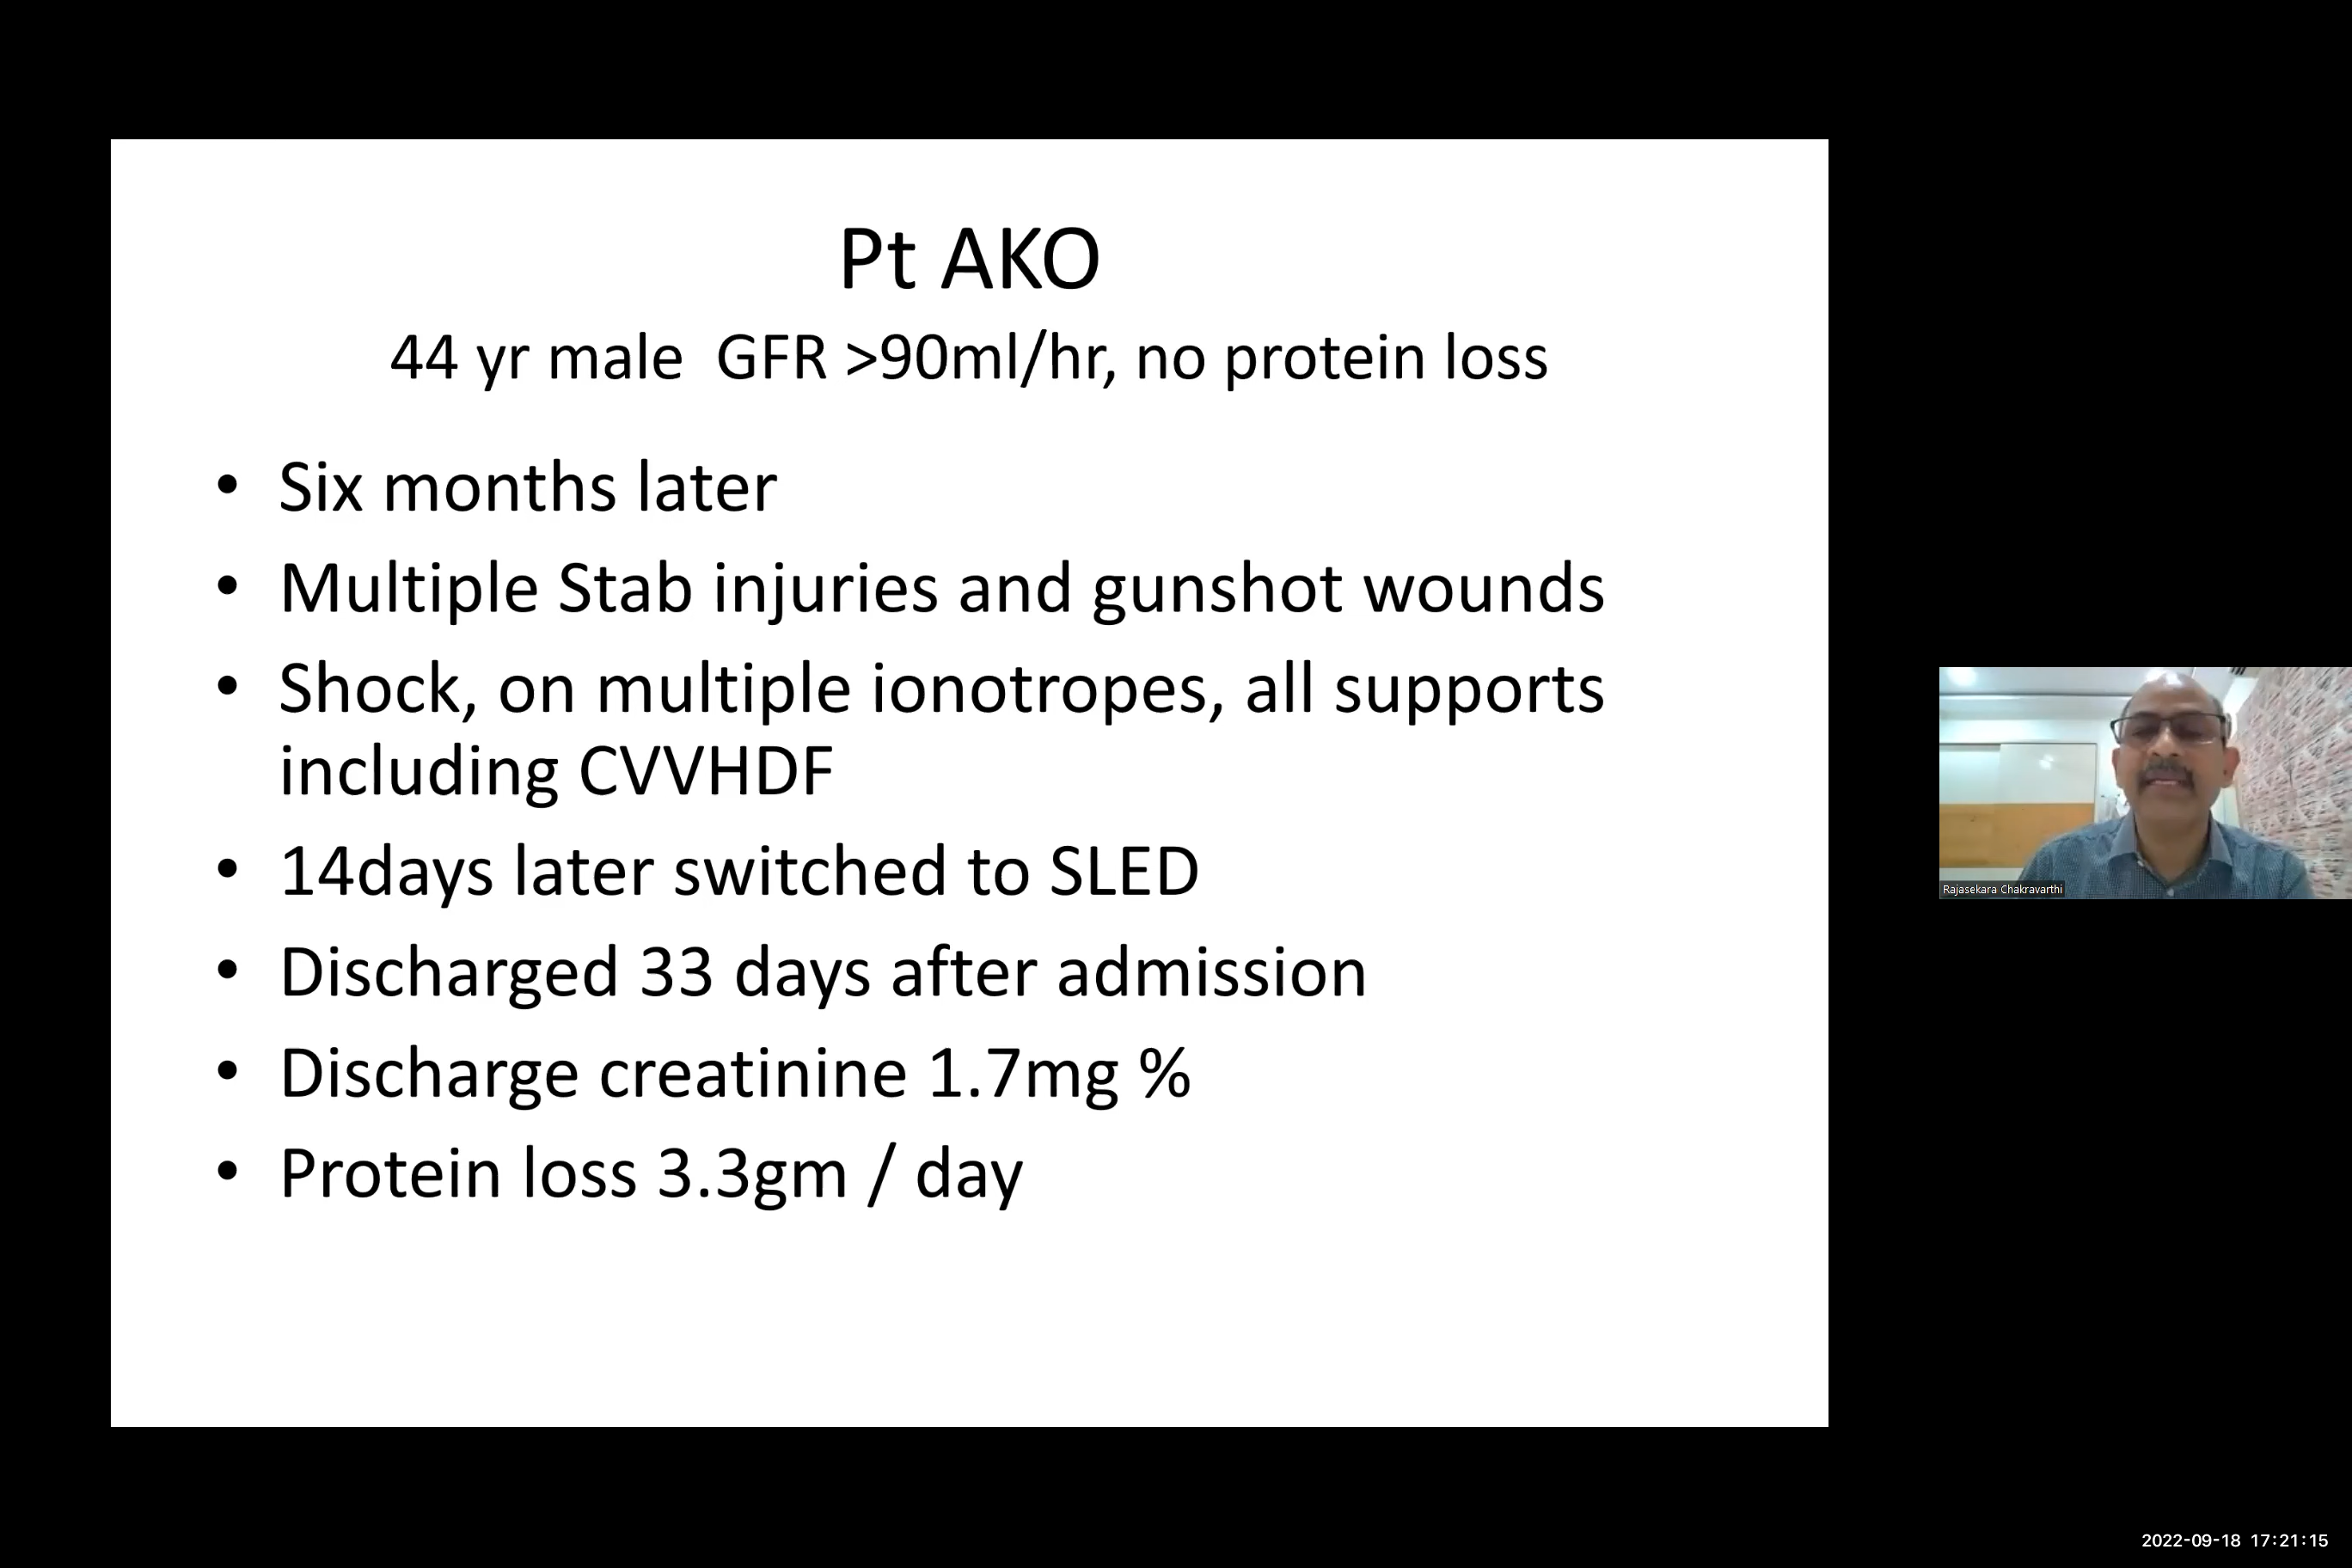 Pt AKO
44 yr male  GFR >90ml/hr, no protein loss
• Six months later
• Multiple Stab injuries and gunshot wounds
• Shock, on multiple ionotropes, all supports
including CVVHDF
• 14days later switched to SLED
• Discharged 33 days after admission
• Discharge creatinine 1.7mg %
• Protein loss 3.3gm / day
Rajasekara Chakravarthi
2022-09-18 17:21:15